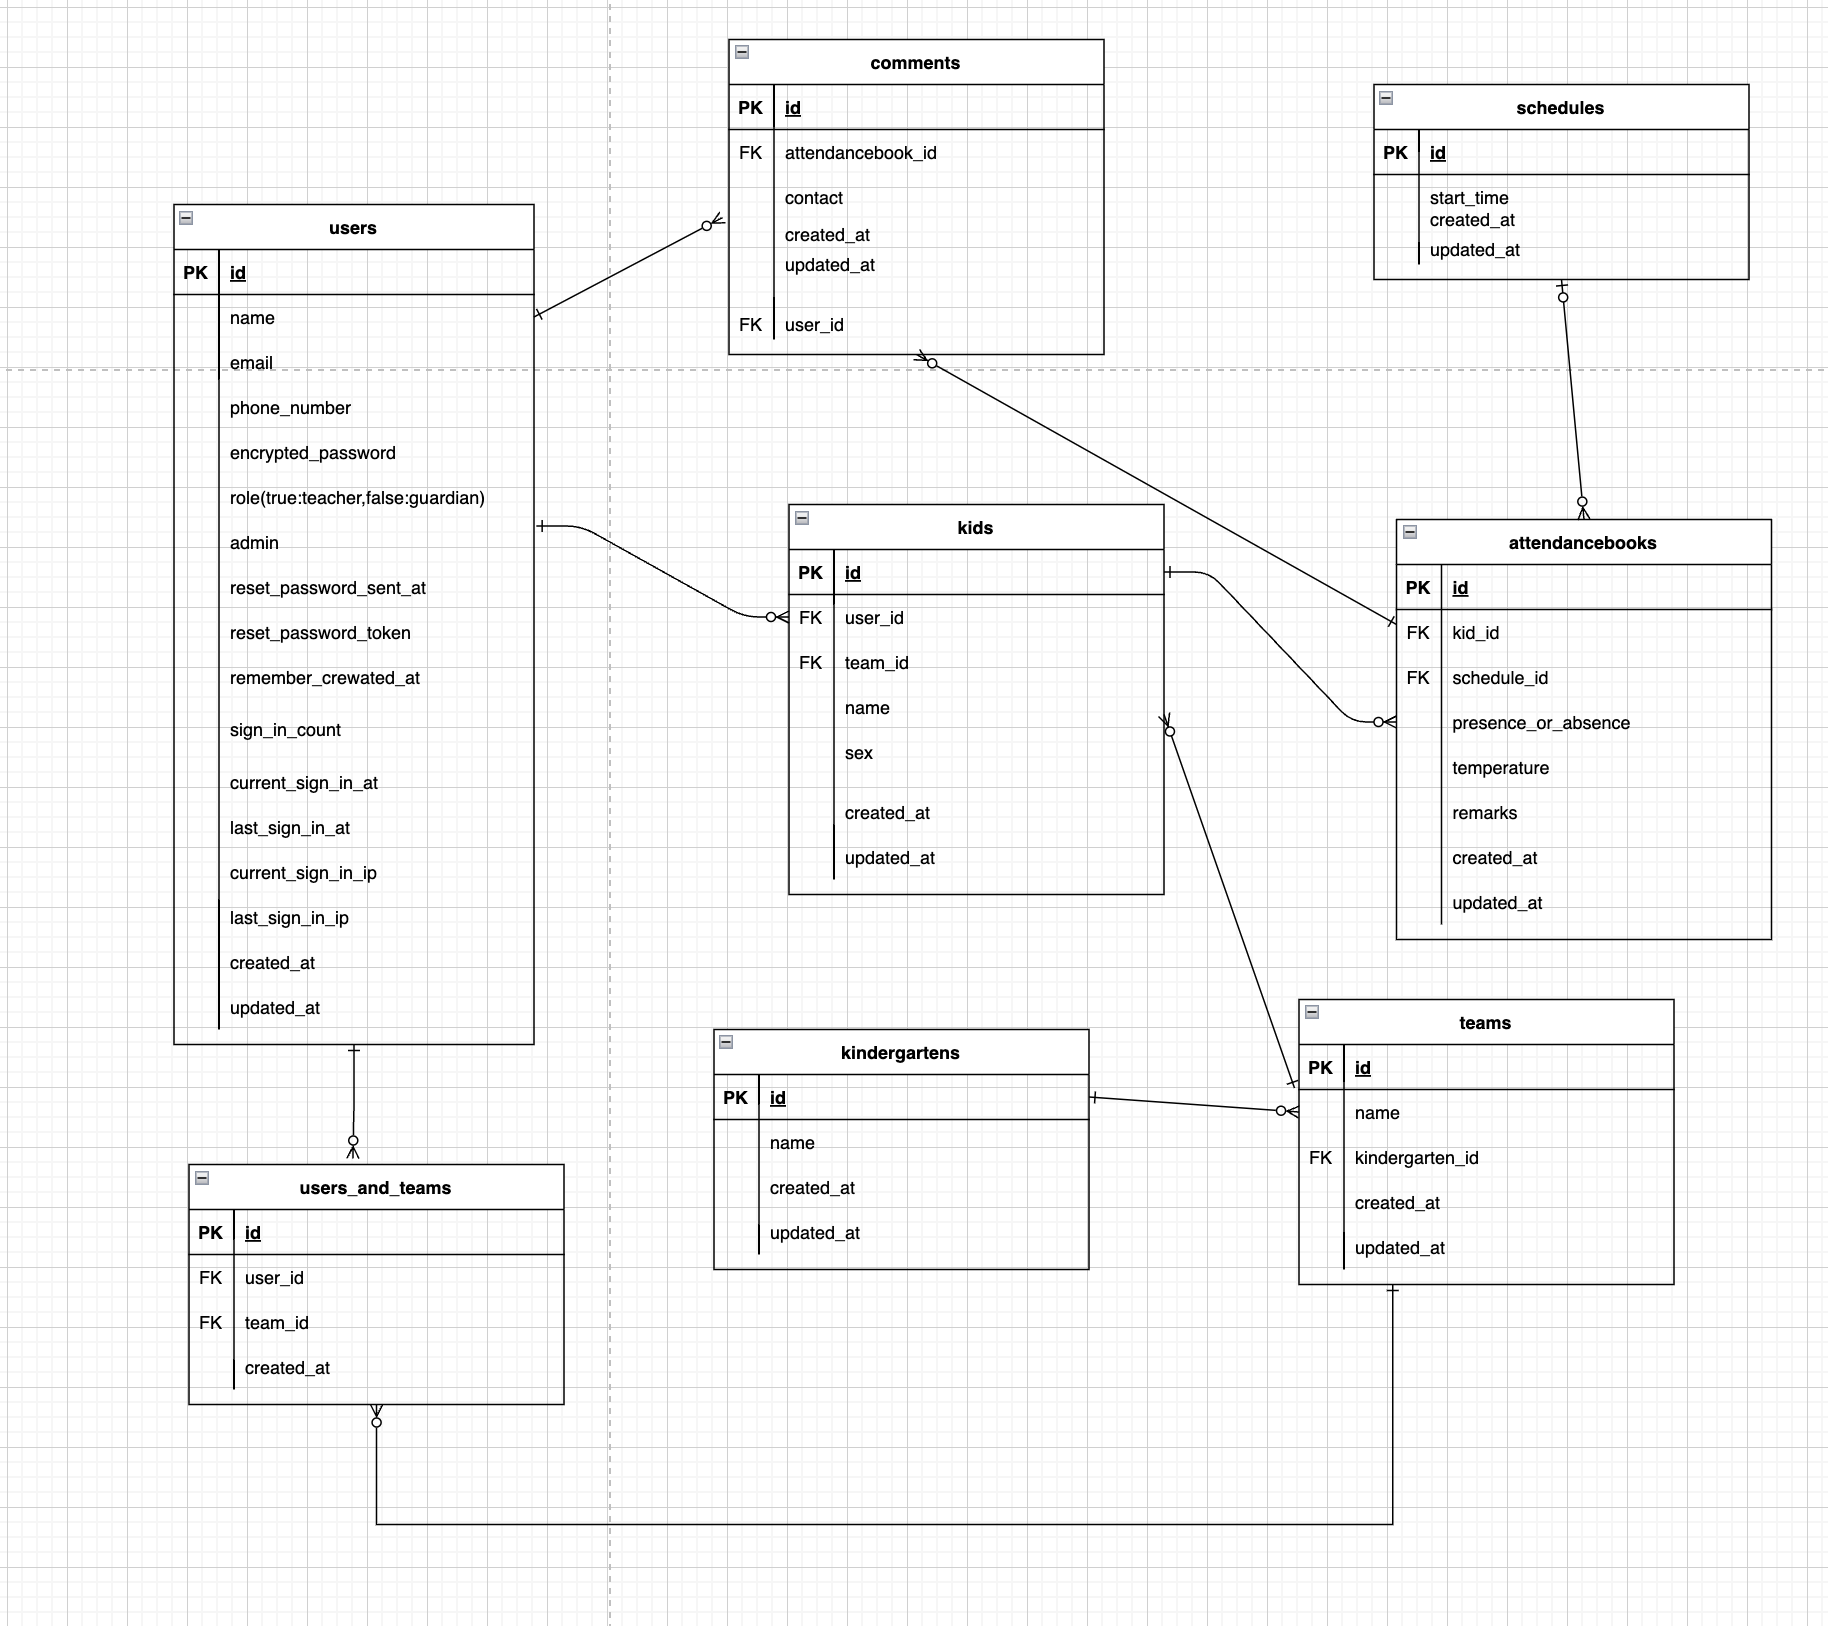 comments
PK id
FK attendancebook_id
contact
created_at
updated_at
FK user_id
schedules
PK id
start_time
created_at
updated_at
users
PK id
name
email
phone_number
encrypted_password
role(true:teacher,false:guardian)
admin
reset_password_sent_at
reset_password_token
remember_crewated_at
sign_in_count
current_sign_in_at
last_sign_in_at
current_sign_in_ip
last_sign_in_ip
created_at
updated_at
kids
PK id
FK user_id
FK team_id
name
sex
created_at
updated_at
attendancebooks
PK id
FK kid_id
FK schedule_id
presence_or_absence
temperature
remarks
created_at
updated_at
kindergartens
PK id
name
created_at
updated_at
teams
PK id
name
FK kindergarten_id
created_at
updated_at
users_and_teams
PK id
FK user_id
FK team_id
created_at